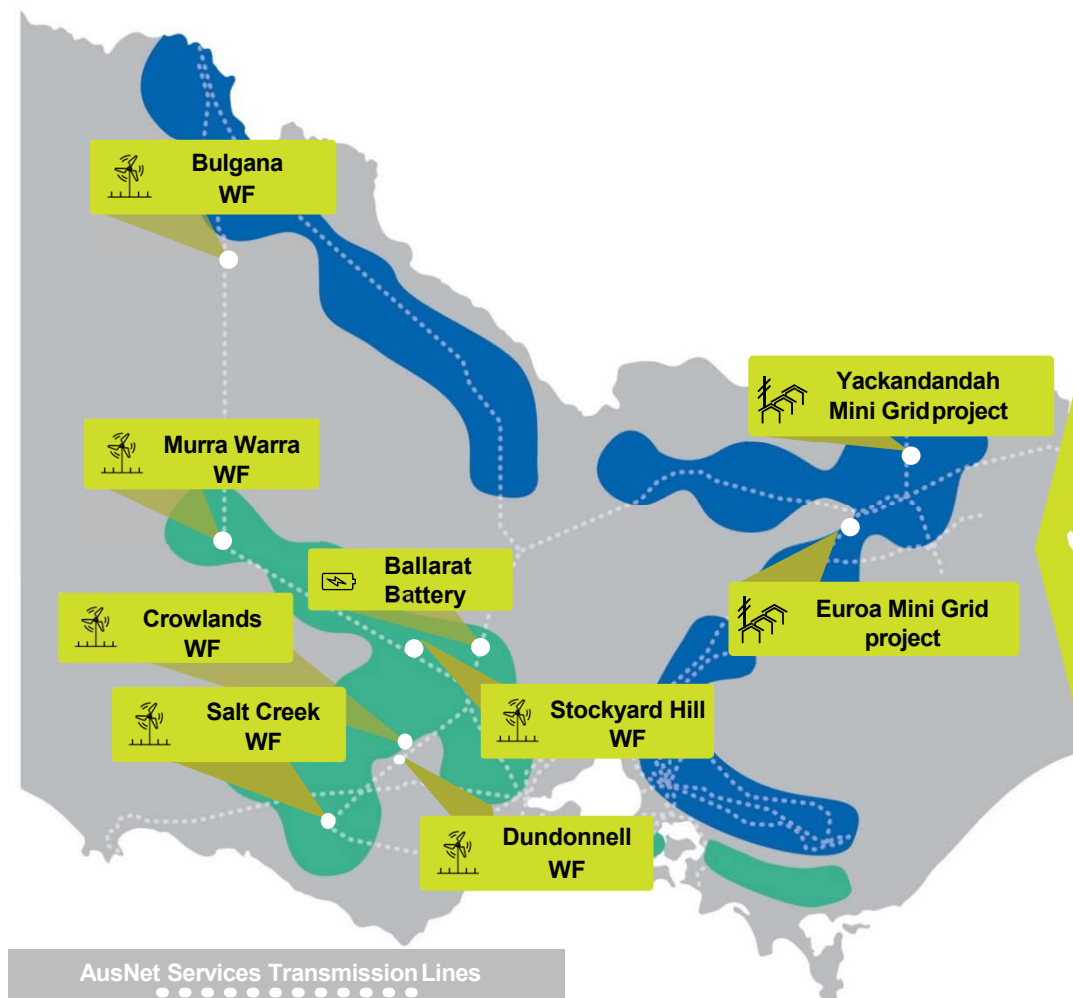 Bulgana
WF
Yackandandah
Mini Grid project
Murra Warra
WF
Ballarat
Battery
Crowlands
WF
Euroa Mini Grid
project
Salt Creek
WF
Stockyard Hill
WF
Dundonnell
WF
AusNet Services Transmission Lines